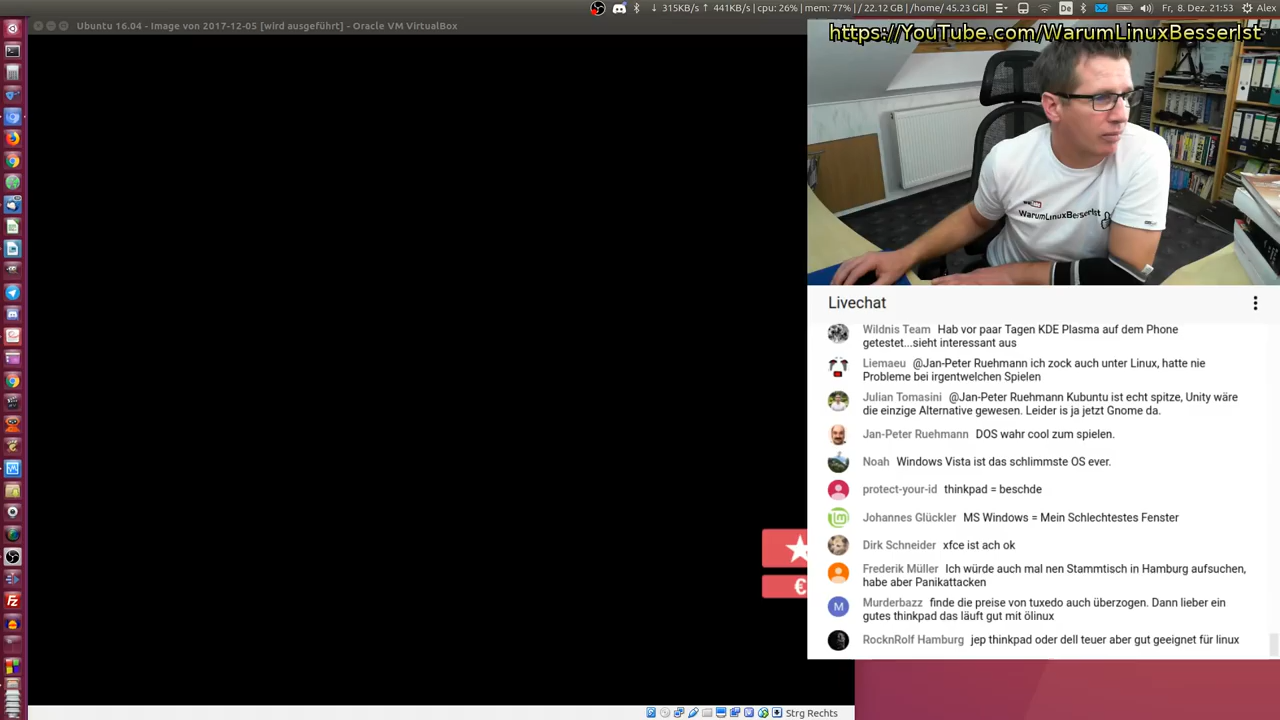 315KB/s 441KB/s cpu: 26% mem: 77% / 22.12 GB /home/45.23 GB De Fr, 8. Dez, 21:53 Alex
Ubuntu 16.04 - Image von 2017-12-05 [wird ausgeführt] - Oracle VM VirtualBox
https://YouTube.com/WarumLinuxBesserIst
WarumLinuxBesserIst
Livechat
Wildnis Team Hab vor paar Tagen KDE Plasma auf dem Phone
getestet...sieht interessant aus
Liemaeu @Jan-Peter Ruehmann ich zock auch unter Linux, hatte nie
Probleme bei irgentwelchen Spielen
Julian Tomasini @Jan-Peter Ruehmann Kubuntu ist echt spitze, Unity wäre
die einzige Alternative gewesen. Leider is ja jetzt Gnome da.
Jan-Peter Ruehmann DOS wahr cool zum spielen.
Noah Windows Vista ist das schlimmste OS ever.
protect-your-id thinkpad = beschde
Johannes Glückler MS Windows = Mein Schlechtestes Fenster
Dirk Schneider xfce ist ach ok
Frederik Müller Ich würde auch mal nen Stammtisch in Hamburg aufsuchen,
habe aber Panikattacken
M Murderbazz finde die preise von tuxedo auch überzogen. Dann lieber ein
gutes thinkpad das läuft gut mit ölinux
RocknRolf Hamburg jep thinkpad oder dell teuer aber gut geeignet für linux
€
Strg Rechts